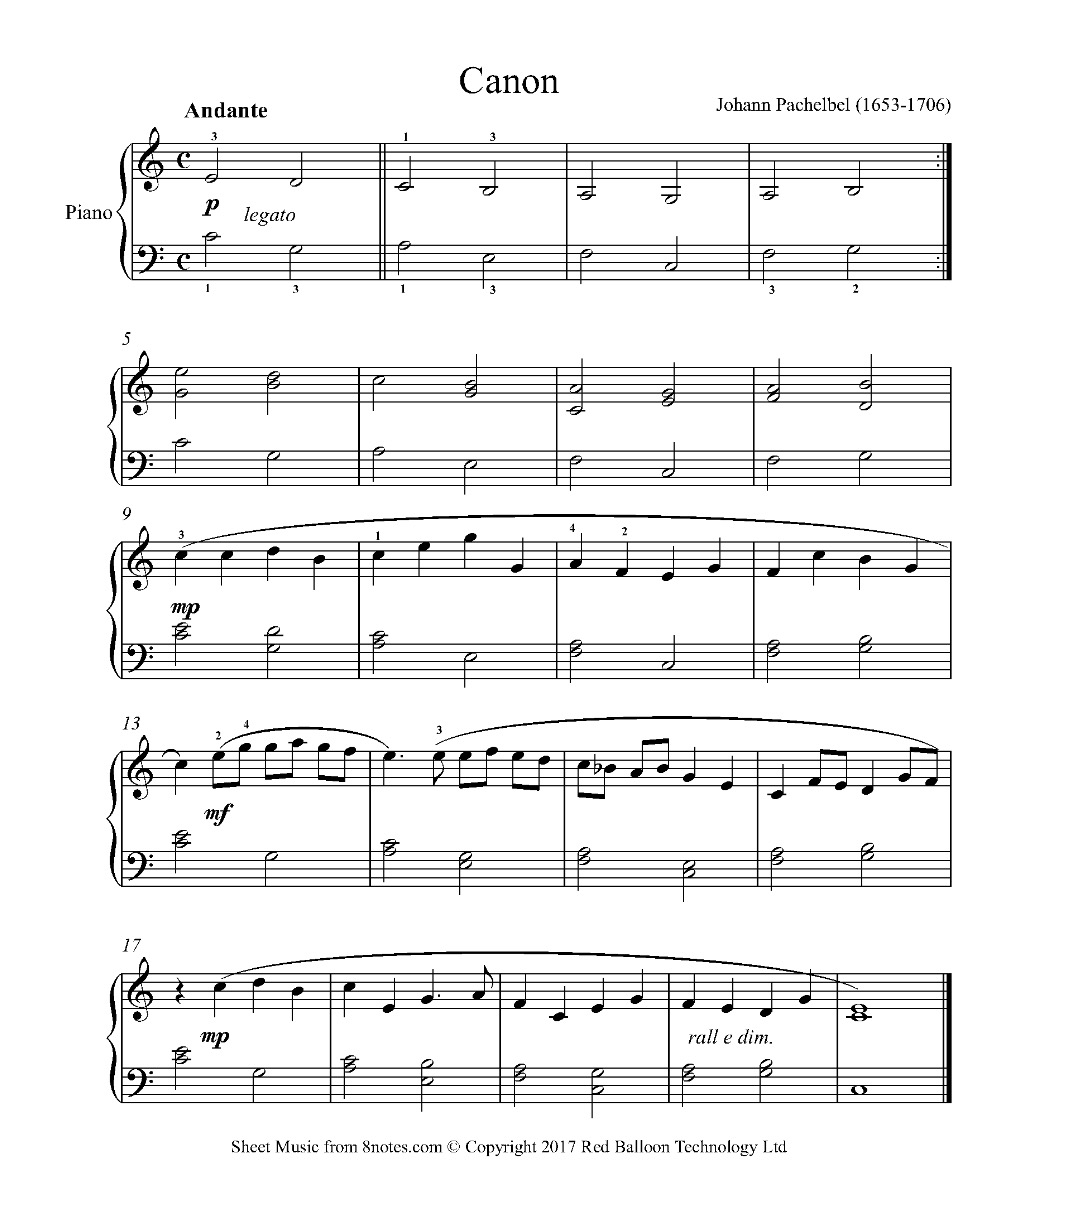 Canon
Andante
Johann Pachelbel (1653-1706)
3 1 3
Piano
p legato
1 3 1 3 3 2
5
9
3 1 4 2
mp
13
2 4 3
mf
17
mp
rall e dim.
Sheet Music from 8notes.com © Copyright 2017 Red Balloon Technology Ltd